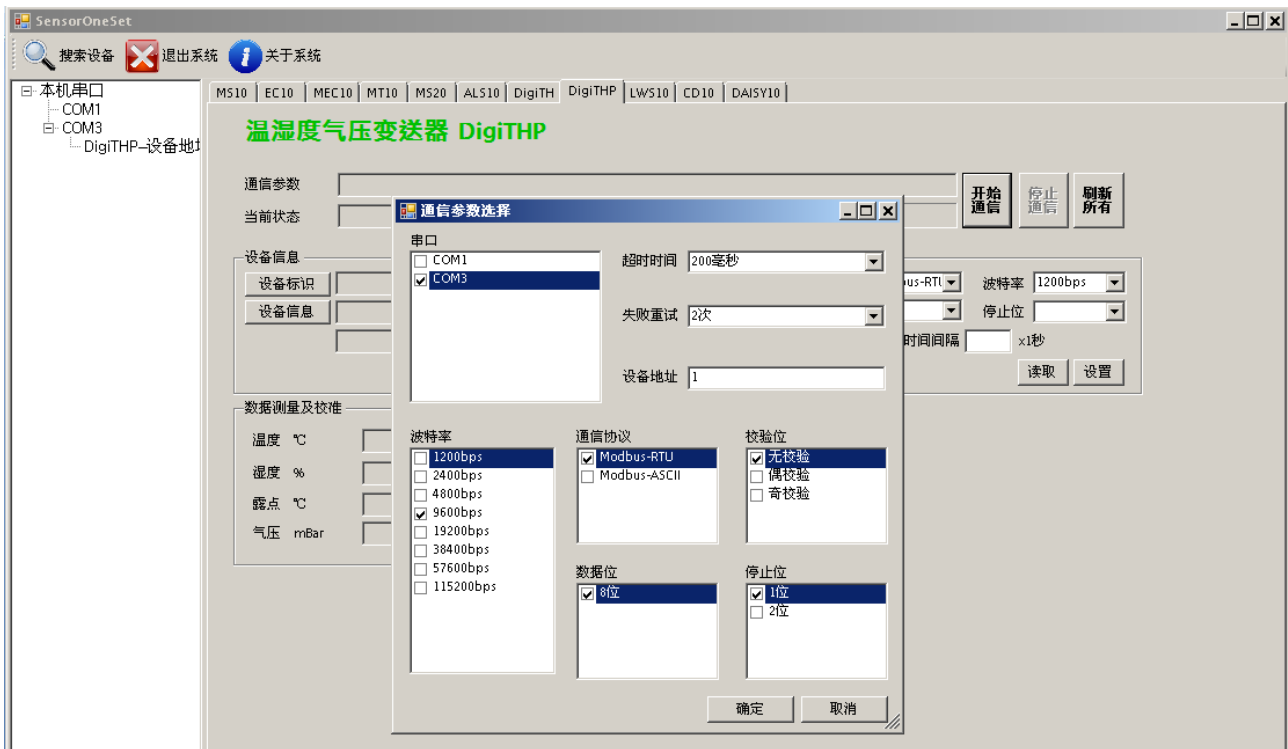 SensorOneSet
搜索设备 退出系统 关于系统
本机串口
COM1
COM3
DigiTHP—设备地
MS10 EC10 MEC10 MT10 MS20 ALS10 DigiTH DigiTHP LWS10 CD10 DAISY10
温湿度气压变送器 DigiTHP
通信参数
当前状态
开始通信
停止通信
刷新所有
设备信息
设备标识
设备信息
us-RTU 波特率 1200bps
停止位
时间间隔 x1秒
读取 设置
数据测量及校准
温度 ℃
湿度 %
露点 ℃
气压 mBar
通信参数选择
串口
COM1
COM3
超时时间 200毫秒
失败重试 2次
设备地址 1
波特率
1200bps
2400bps
4800bps
9600bps
19200bps
38400bps
57600bps
115200bps
通信协议
Modbus-RTU
Modbus-ASCII
校验位
无校验
偶校验
奇校验
数据位
8位
停止位
1位
2位
确定 取消